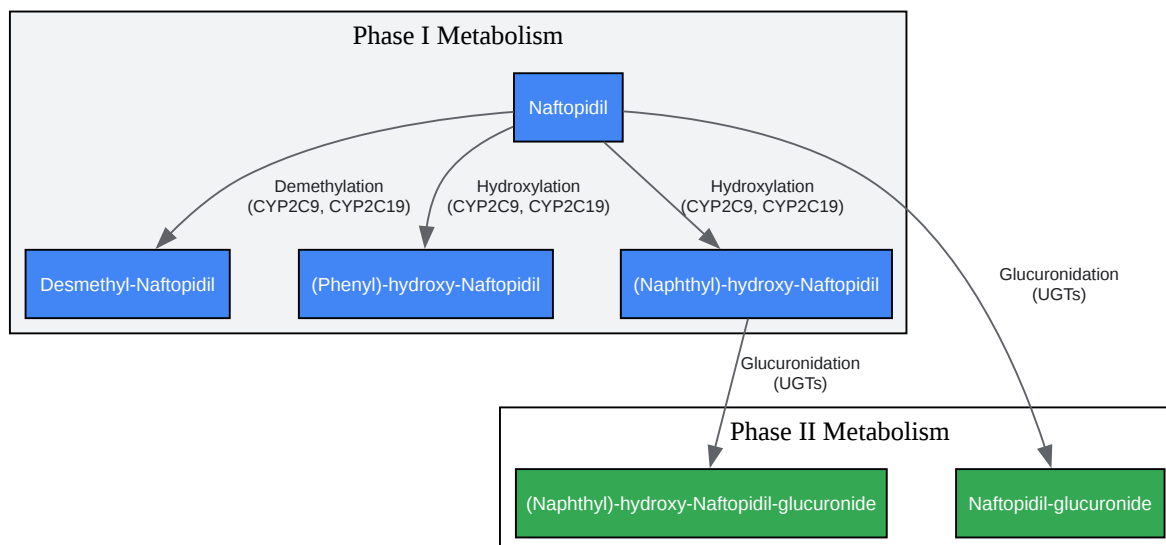 Phase I Metabolism
Naftopidil
Demethylation
(CYP2C9, CYP2C19)
Hydroxylation
(CYP2C9, CYP2C19)
Hydroxylation
(CYP2C9, CYP2C19)
Desmethyl-Naftopidil
(Phenyl)-hydroxy-Naftopidil
(Naphthyl)-hydroxy-Naftopidil
Glucuronidation
(UGTs)
Glucuronidation
(UGTs)
Phase II Metabolism
(Naphthyl)-hydroxy-Naftopidil-glucuronide
Naftopidil-glucuronide